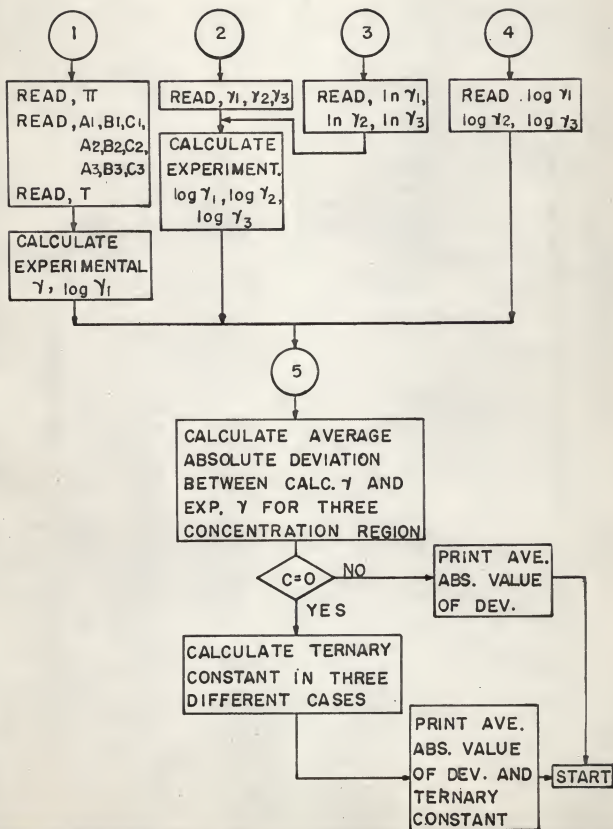 1
2
3
4
READ, π
READ, A1, B1, C1,
A2, B2, C2,
A3, B3, C3
READ, T
READ, γ1, γ2, γ3
READ, ln γ1,
ln γ2, ln γ3
READ . log γ1
log γ2, log γ3
CALCULATE
EXPERIMENT.
log γ1, log γ2,
log γ3
CALCULATE
EXPERIMENTAL
γ, log γ1
5
CALCULATE AVERAGE
ABSOLUTE DEVIATION
BETWEEN CALC. γ AND
EXP. γ FOR THREE
CONCENTRATION REGION
C=O
NO
YES
PRINT AVE.
ABS. VALUE
OF DEV.
CALCULATE TERNARY
CONSTANT IN THREE
DIFFERENT CASES
PRINT AVE.
ABS. VALUE
OF DEV. AND
TERNARY
CONSTANT
START